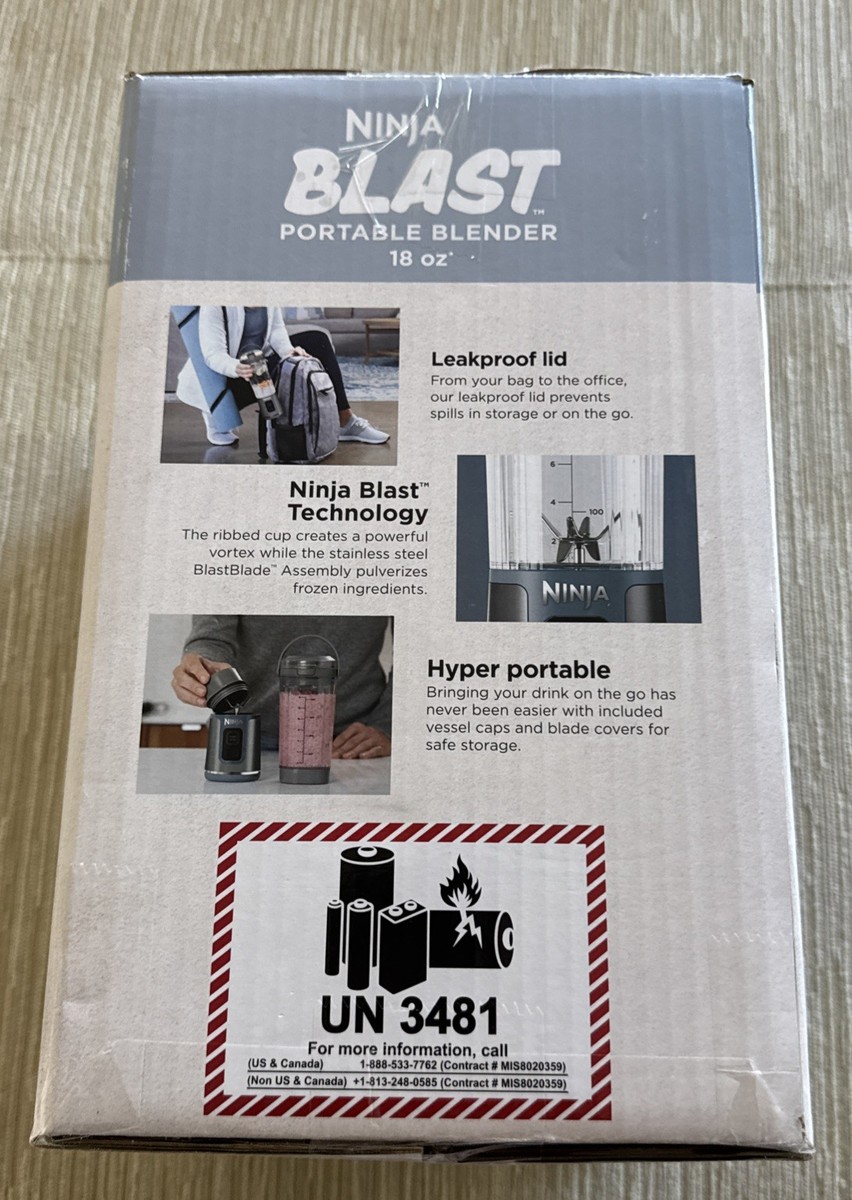 NINJA
BLAST™
PORTABLE BLENDER
18 oz*
Leakproof lid
From your bag to the office,
our leakproof lid prevents
spills in storage or on the go.
Ninja Blast™
Technology
The ribbed cup creates a powerful
vortex while the stainless steel
BlastBlade™ Assembly pulverizes
frozen ingredients.
6
4
100
2
NINJA
NINJA
Hyper portable
Bringing your drink on the go has
never been easier with included
vessel caps and blade covers for
safe storage.
UN 3481
For more information, call
(US & Canada) 1-888-533-7762 (Contract # MIS8020359)
(Non US & Canada) +1-813-248-0585 (Contract # MIS8020359)